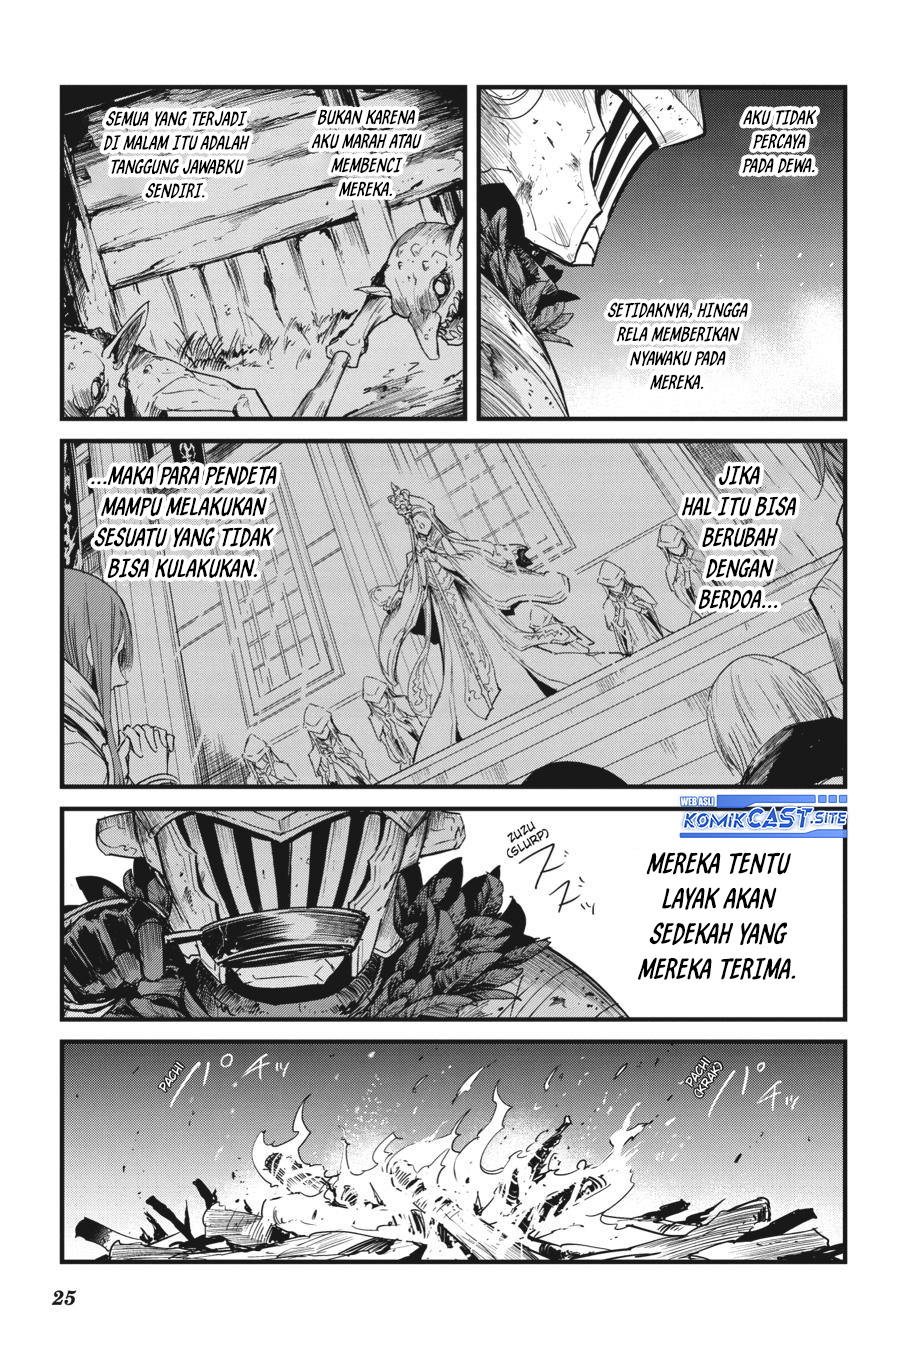 AKU TIDAK
PERCAYA
PADA DEWA.
SETIDAKNYA, HINGGA
RELA MEMBERIKAN
NYAWAKU PADA
MEREKA.
BUKAN KARENA
AKU MARAH ATAU
MEMBENCI
MEREKA.
SEMUA YANG TERJADI
DI MALAM ITU ADALAH
TANGGUNG JAWABKU
SENDIRI.
JIKA
HAL ITU BISA
BERUBAH
DENGAN
BERDOA...
...MAKA PARA PENDETA
MAMPU MELAKUKAN
SESUATU YANG TIDAK
BISA KULAKUKAN.
WEB ASLI
KOMIKCAST.SITE
MEREKA TENTU
LAYAK AKAN
SEDEKAH YANG
MEREKA TERIMA.
ズズッ
ZUZU
(SLURP)
パチッ
PACHI
(KRAK)
パチッ
PACHI
25